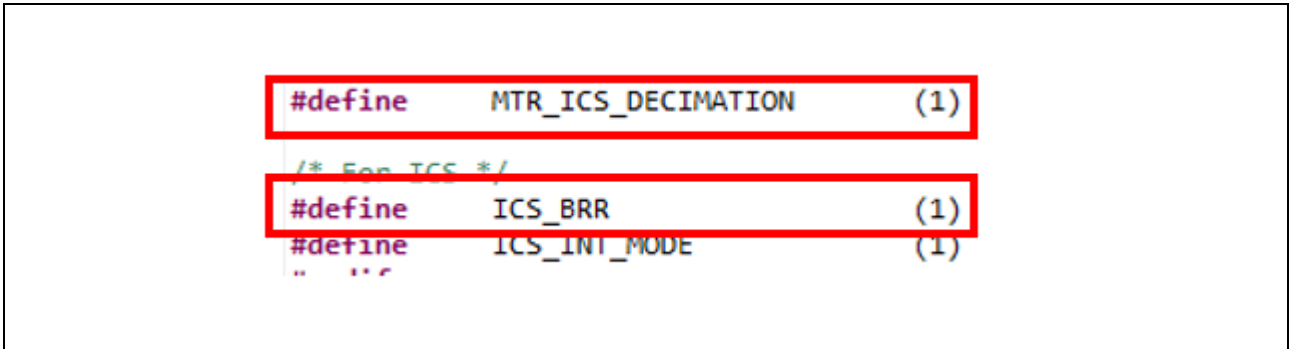 #define MTR_ICS_DECIMATION (1)
/* For ICS */
#define ICS_BRR (1)
#define ICS_INT_MODE (1)